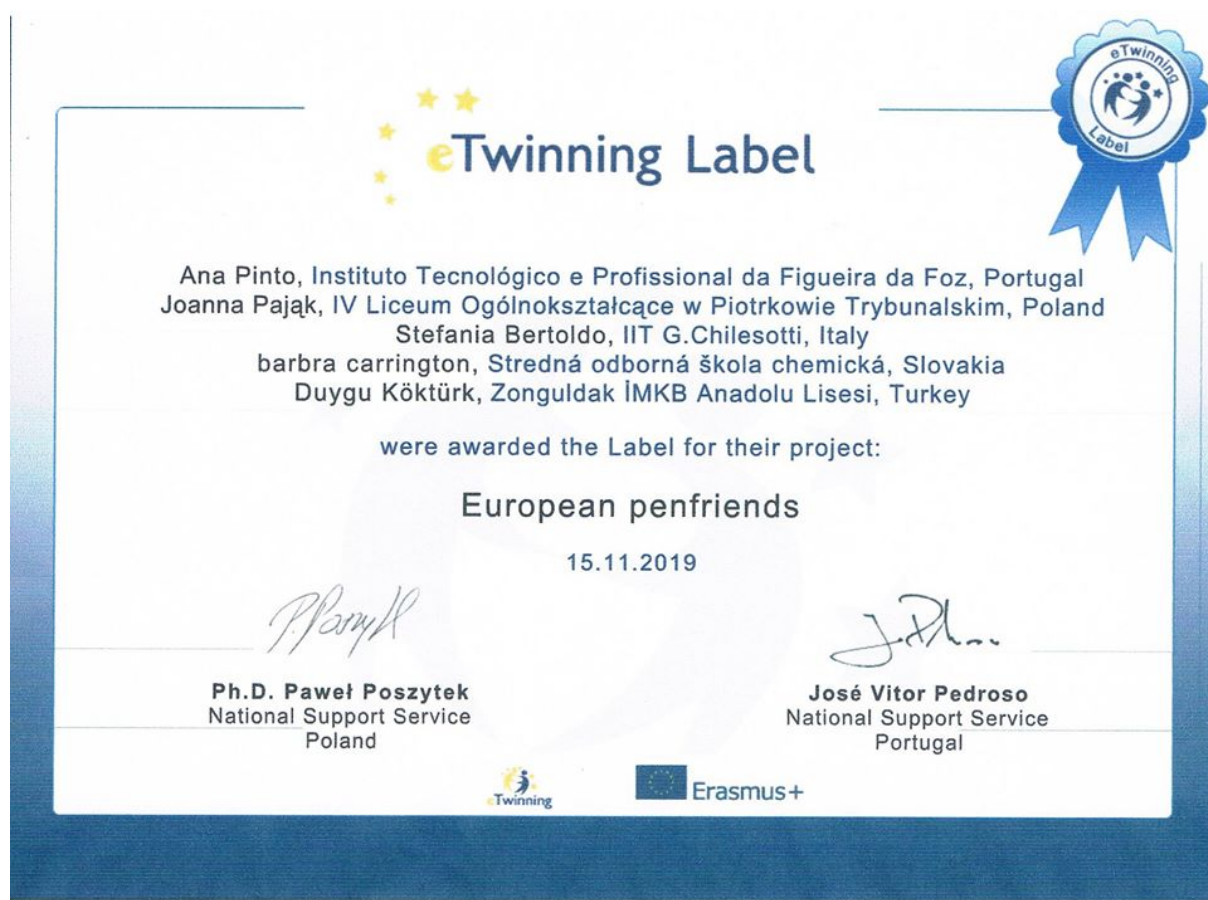 eTwinning Label
eTwinning
Label
Ana Pinto, Instituto Tecnológico e Profissional da Figueira da Foz, Portugal
Joanna Pająk, IV Liceum Ogólnokształcące w Piotrkowie Trybunalskim, Poland
Stefania Bertoldo, IIT G.Chilesotti, Italy
barbra carrington, Stredná odborná škola chemická, Slovakia
Duygu Köktürk, Zonguldak İMKB Anadolu Lisesi, Turkey
were awarded the Label for their project:
European penfriends
15.11.2019
Ph.D. Paweł Poszytek
National Support Service
Poland
José Vitor Pedroso
National Support Service
Portugal
eTwinning
Erasmus+